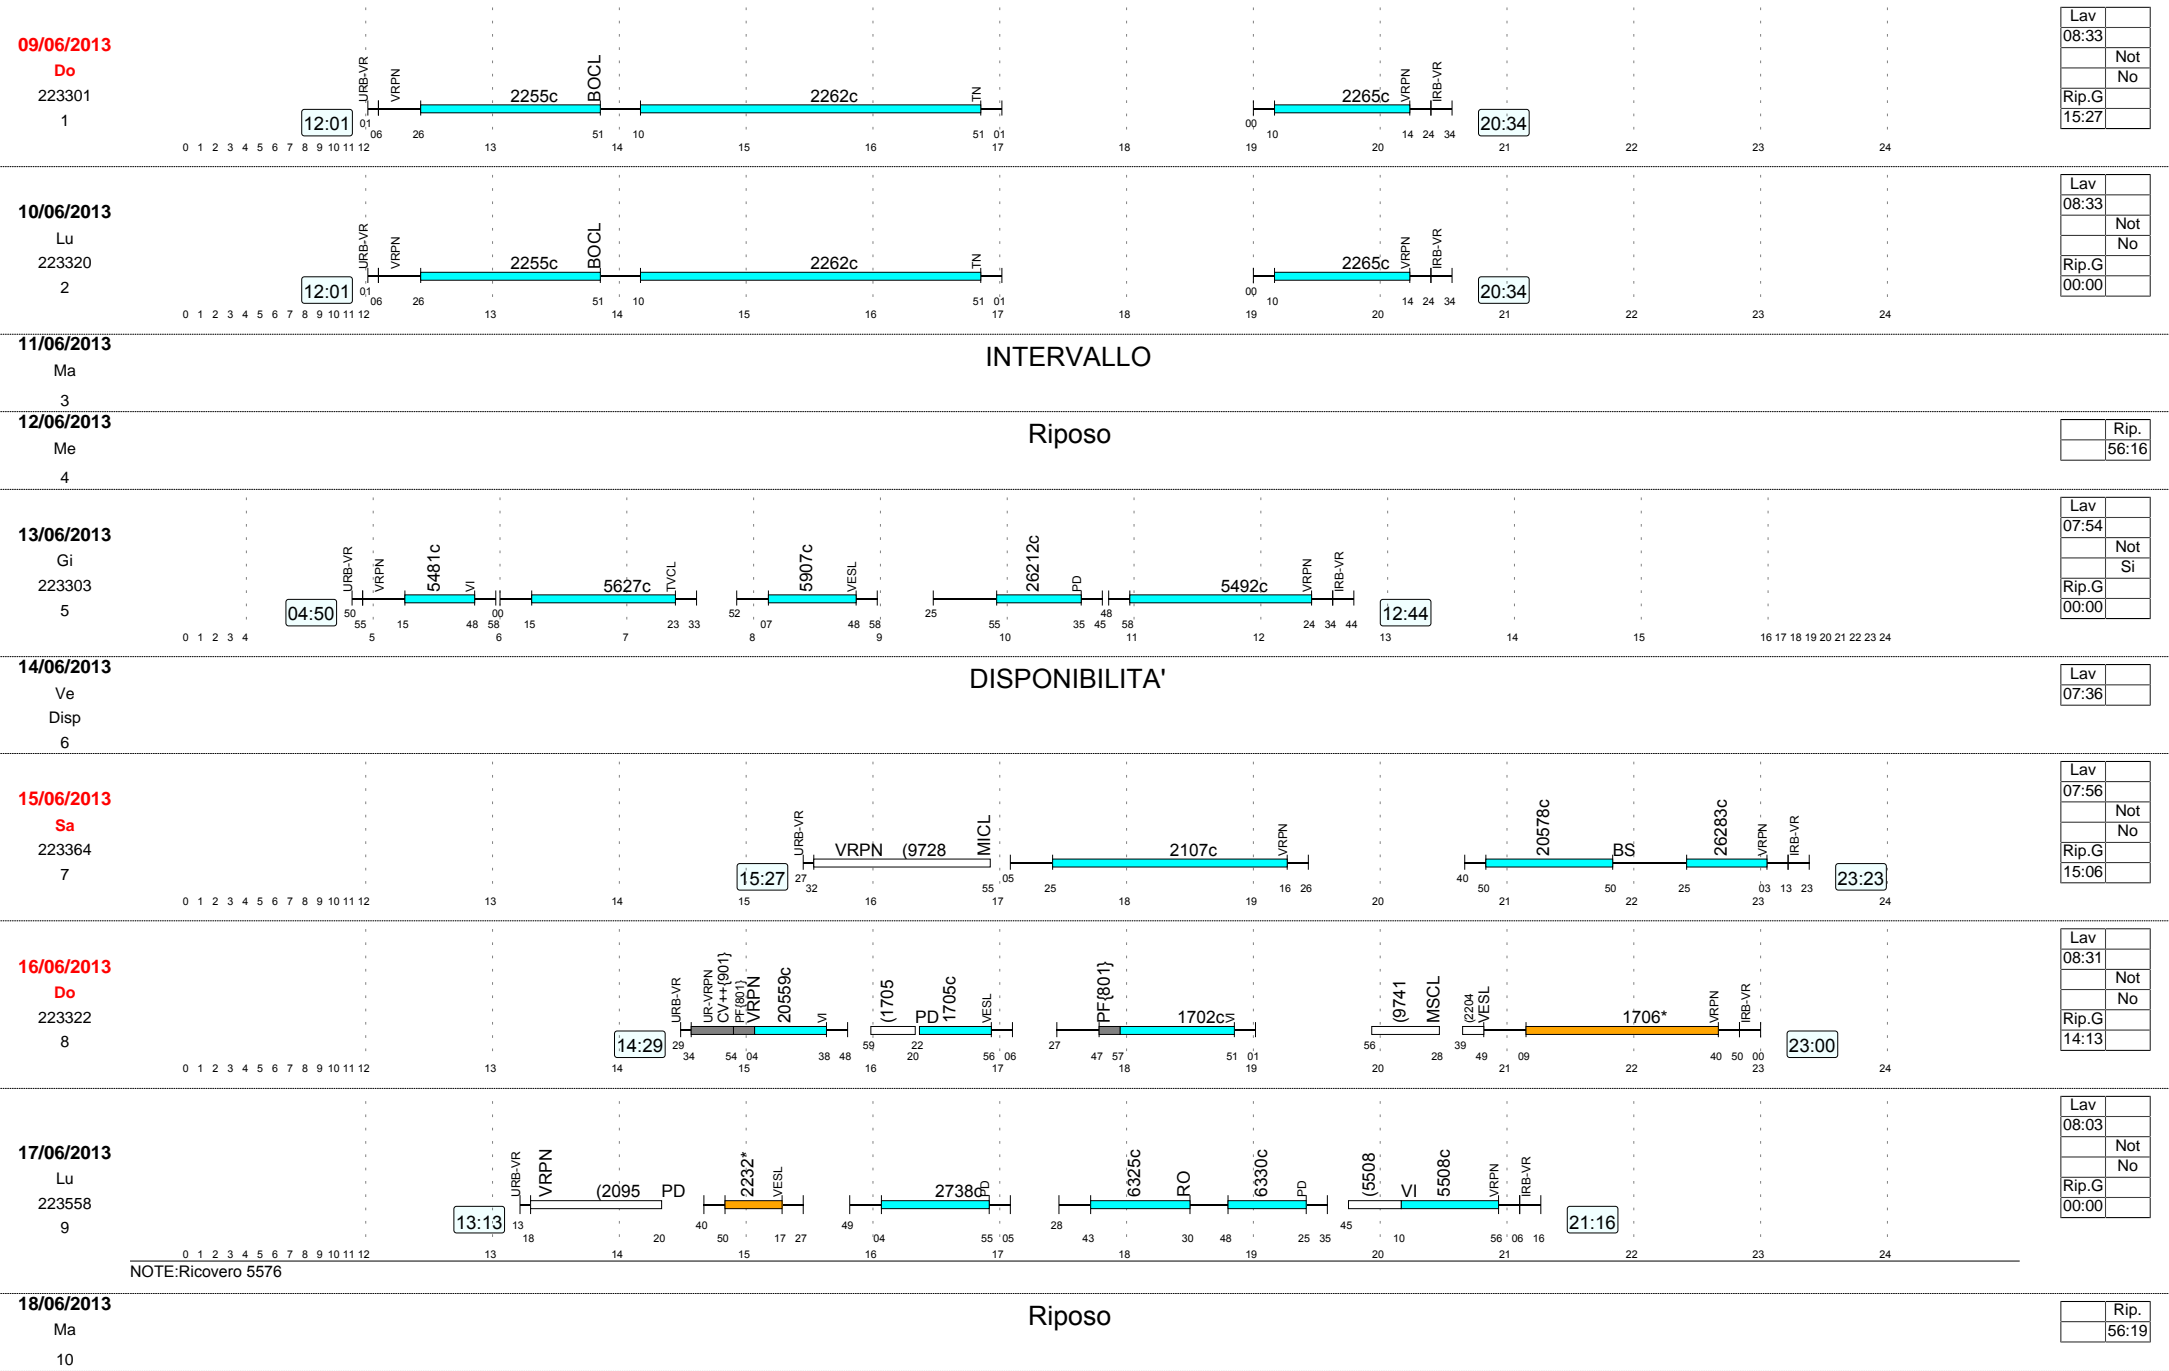 09/06/2013
Do
223301
1
12:01
URB-VR
VRPN
2255c
BOCL
2262c
TN
2265c
VRPN
IRB-VR
20:34
01 06 26 51 10 51 01 00 10 14 24 34
0 1 2 3 4 5 6 7 8 9 10 11 12 13 14 15 16 17 18 19 20 21 22 23 24
Lav
08:33
Not
No
Rip.G
15:27
10/06/2013
Lu
223320
2
12:01
URB-VR
VRPN
2255c
BOCL
2262c
TN
2265c
VRPN
IRB-VR
20:34
01 06 26 51 10 51 01 00 10 14 24 34
0 1 2 3 4 5 6 7 8 9 10 11 12 13 14 15 16 17 18 19 20 21 22 23 24
Lav
08:33
Not
No
Rip.G
00:00
11/06/2013
Ma
3
INTERVALLO
12/06/2013
Me
4
Riposo
Rip.
56:16
13/06/2013
Gi
223303
5
04:50
URB-VR
VRPN
5481c
VI
5627c
TVCL
5907c
VESL
26212c
PD
5492c
VRPN
IRB-VR
12:44
50 55 15 48 58 00 15 23 33 52 07 48 58 25 55 35 45 48 58 24 34 44
0 1 2 3 4 5 6 7 8 9 10 11 12 13 14 15 16 17 18 19 20 21 22 23 24
Lav
07:54
Not
Si
Rip.G
00:00
14/06/2013
Ve
Disp
6
DISPONIBILITA'
Lav
07:36
15/06/2013
Sa
223364
7
15:27
URB-VR
VRPN
(9728
MICL
2107c
VRPN
20578c
BS
26283c
VRPN
IRB-VR
23:23
27 32 55 05 25 16 26 40 50 50 25 03 13 23
0 1 2 3 4 5 6 7 8 9 10 11 12 13 14 15 16 17 18 19 20 21 22 23 24
Lav
07:56
Not
No
Rip.G
15:06
16/06/2013
Do
223322
8
14:29
URB-VR
UR-VRPN
CV++{901}
PF{801}
VRPN
20559c
VI
(1705
PD
1705c
VESL
PF{801}
1702c
VI
(9741
MSCL
(2204
VESL
1706*
VRPN
IRB-VR
23:00
29 34 54 04 38 48 59 20 22 56 06 27 47 57 51 01 56 28 39 49 09 40 50 00
0 1 2 3 4 5 6 7 8 9 10 11 12 13 14 15 16 17 18 19 20 21 22 23 24
Lav
08:31
Not
No
Rip.G
14:13
17/06/2013
Lu
223558
9
13:13
URB-VR
VRPN
(2095
PD
2232*
VESL
2738c
PD
6325c
RO
6330c
PD
(5508
VI
5508c
VRPN
IRB-VR
21:16
13 18 20 40 50 17 27 49 04 55 05 28 43 30 48 25 35 45 10 56 06 16
0 1 2 3 4 5 6 7 8 9 10 11 12 13 14 15 16 17 18 19 20 21 22 23 24
Lav
08:03
Not
No
Rip.G
00:00
NOTE:Ricovero 5576
18/06/2013
Ma
10
Riposo
Rip.
56:19